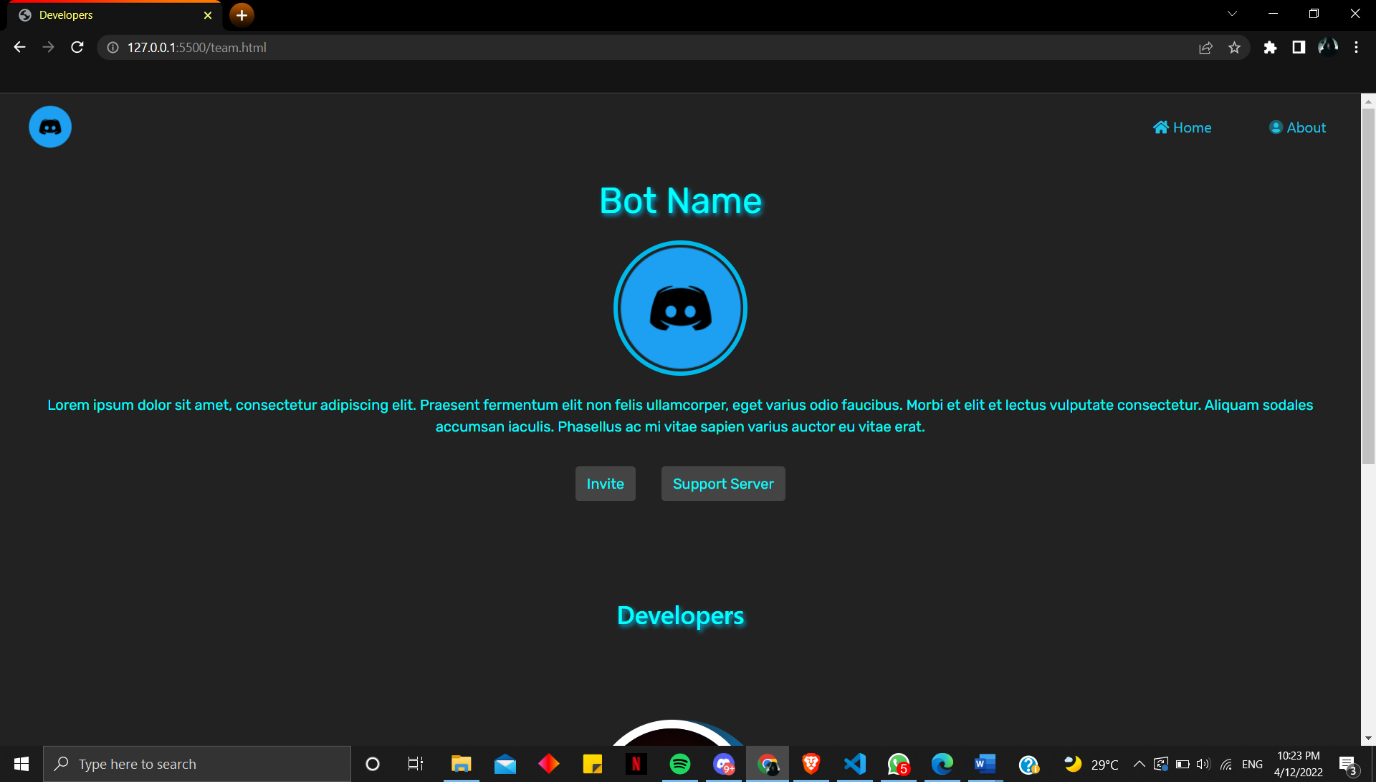 Developers
127.0.0.1:5500/team.html
Home
About
Bot Name
Lorem ipsum dolor sit amet, consectetur adipiscing elit. Praesent fermentum elit non felis ullamcorper, eget varius odio faucibus. Morbi et elit et lectus vulputate consectetur. Aliquam sodales
accumsan iaculis. Phasellus ac mi vitae sapien varius auctor eu vitae erat.
Invite
Support Server
Developers
Type here to search
N
9+
5
W
29°C
ENG
10:23 PM
4/12/2022
3